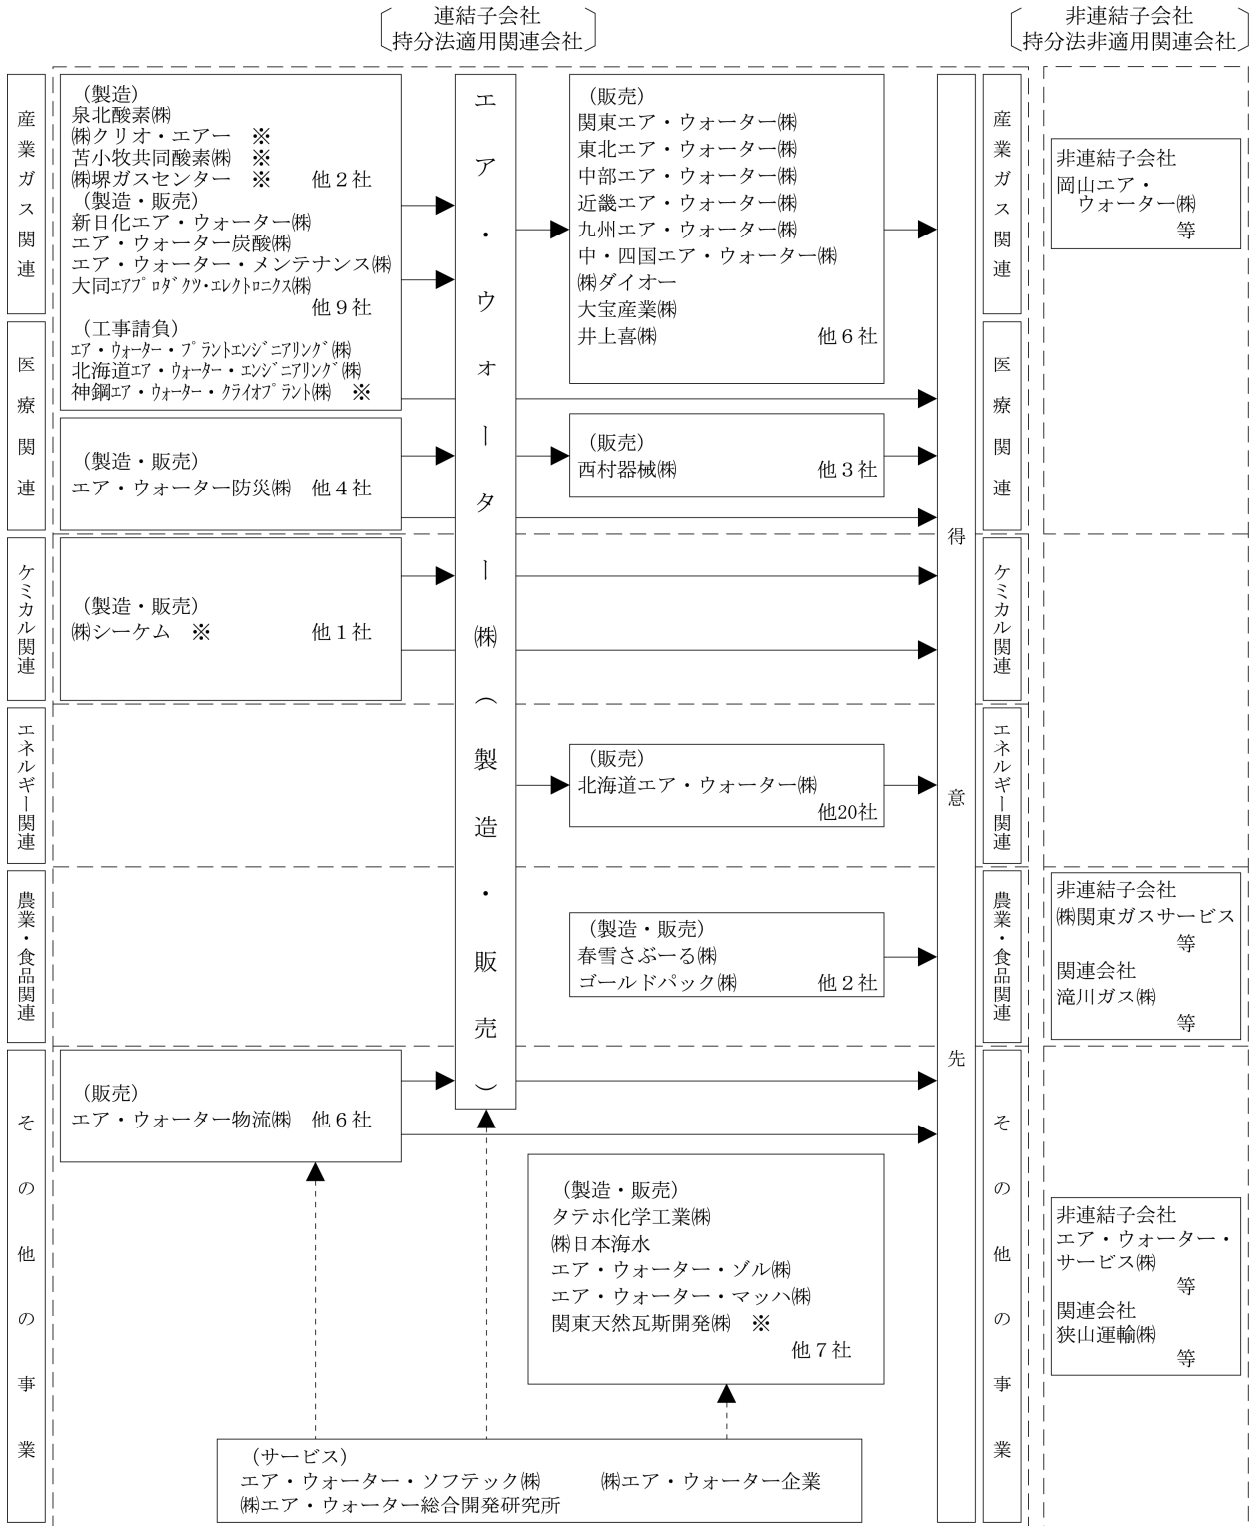 連結子会社
持分法適用関連会社
非連結子会社
持分法非適用関連会社
産業ガス関連
(製造)
泉北酸素㈱
㈱クリオ・エアー ※
苫小牧共同酸素㈱ ※
㈱堺ガスセンター ※ 他２社
(製造・販売)
新日化エア・ウォーター㈱
エア・ウォーター炭酸㈱
エア・ウォーター・メンテナンス㈱
大同ｴｱﾌﾟﾛﾀﾞｸﾂ・ｴﾚｸﾄﾛﾆｸｽ㈱
他９社
(工事請負)
ｴｱ・ｳｫｰﾀｰ・ﾌﾟﾗﾝﾄｴﾝｼﾞﾆｱﾘﾝｸﾞ㈱
北海道ｴｱ・ｳｫｰﾀｰ・ｴﾝｼﾞﾆｱﾘﾝｸﾞ㈱
神鋼ｴｱ・ｳｫｰﾀｰ・ｸﾗｲｵﾌﾟﾗﾝﾄ㈱ ※
エア・ウォーター㈱(製造・販売)
(販売)
関東エア・ウォーター㈱
東北エア・ウォーター㈱
中部エア・ウォーター㈱
近畿エア・ウォーター㈱
九州エア・ウォーター㈱
中・四国エア・ウォーター㈱
㈱ダイオー
大宝産業㈱
井上喜㈱ 他６社
得意先
産業ガス関連
非連結子会社
岡山エア・
ウォーター㈱
等
医療関連
(製造・販売)
エア・ウォーター防災㈱ 他４社
(販売)
西村器械㈱ 他３社
医療関連
ケミカル関連
(製造・販売)
㈱シーケム ※ 他１社
ケミカル関連
エネルギー関連
(販売)
北海道エア・ウォーター㈱
他20社
エネルギー関連
農業・食品関連
(製造・販売)
春雪さぶーる㈱
ゴールドパック㈱ 他２社
農業・食品関連
非連結子会社
㈱関東ガスサービス
等
関連会社
滝川ガス㈱
等
その他の事業
(販売)
エア・ウォーター物流㈱ 他６社
(製造・販売)
タテホ化学工業㈱
㈱日本海水
エア・ウォーター・ゾル㈱
エア・ウォーター・マッハ㈱
関東天然瓦斯開発㈱ ※
他７社
その他の事業
非連結子会社
エア・ウォーター・
サービス㈱
等
関連会社
狭山運輸㈱
等
(サービス)
エア・ウォーター・ソフテック㈱ ㈱エア・ウォーター企業
㈱エア・ウォーター総合開発研究所